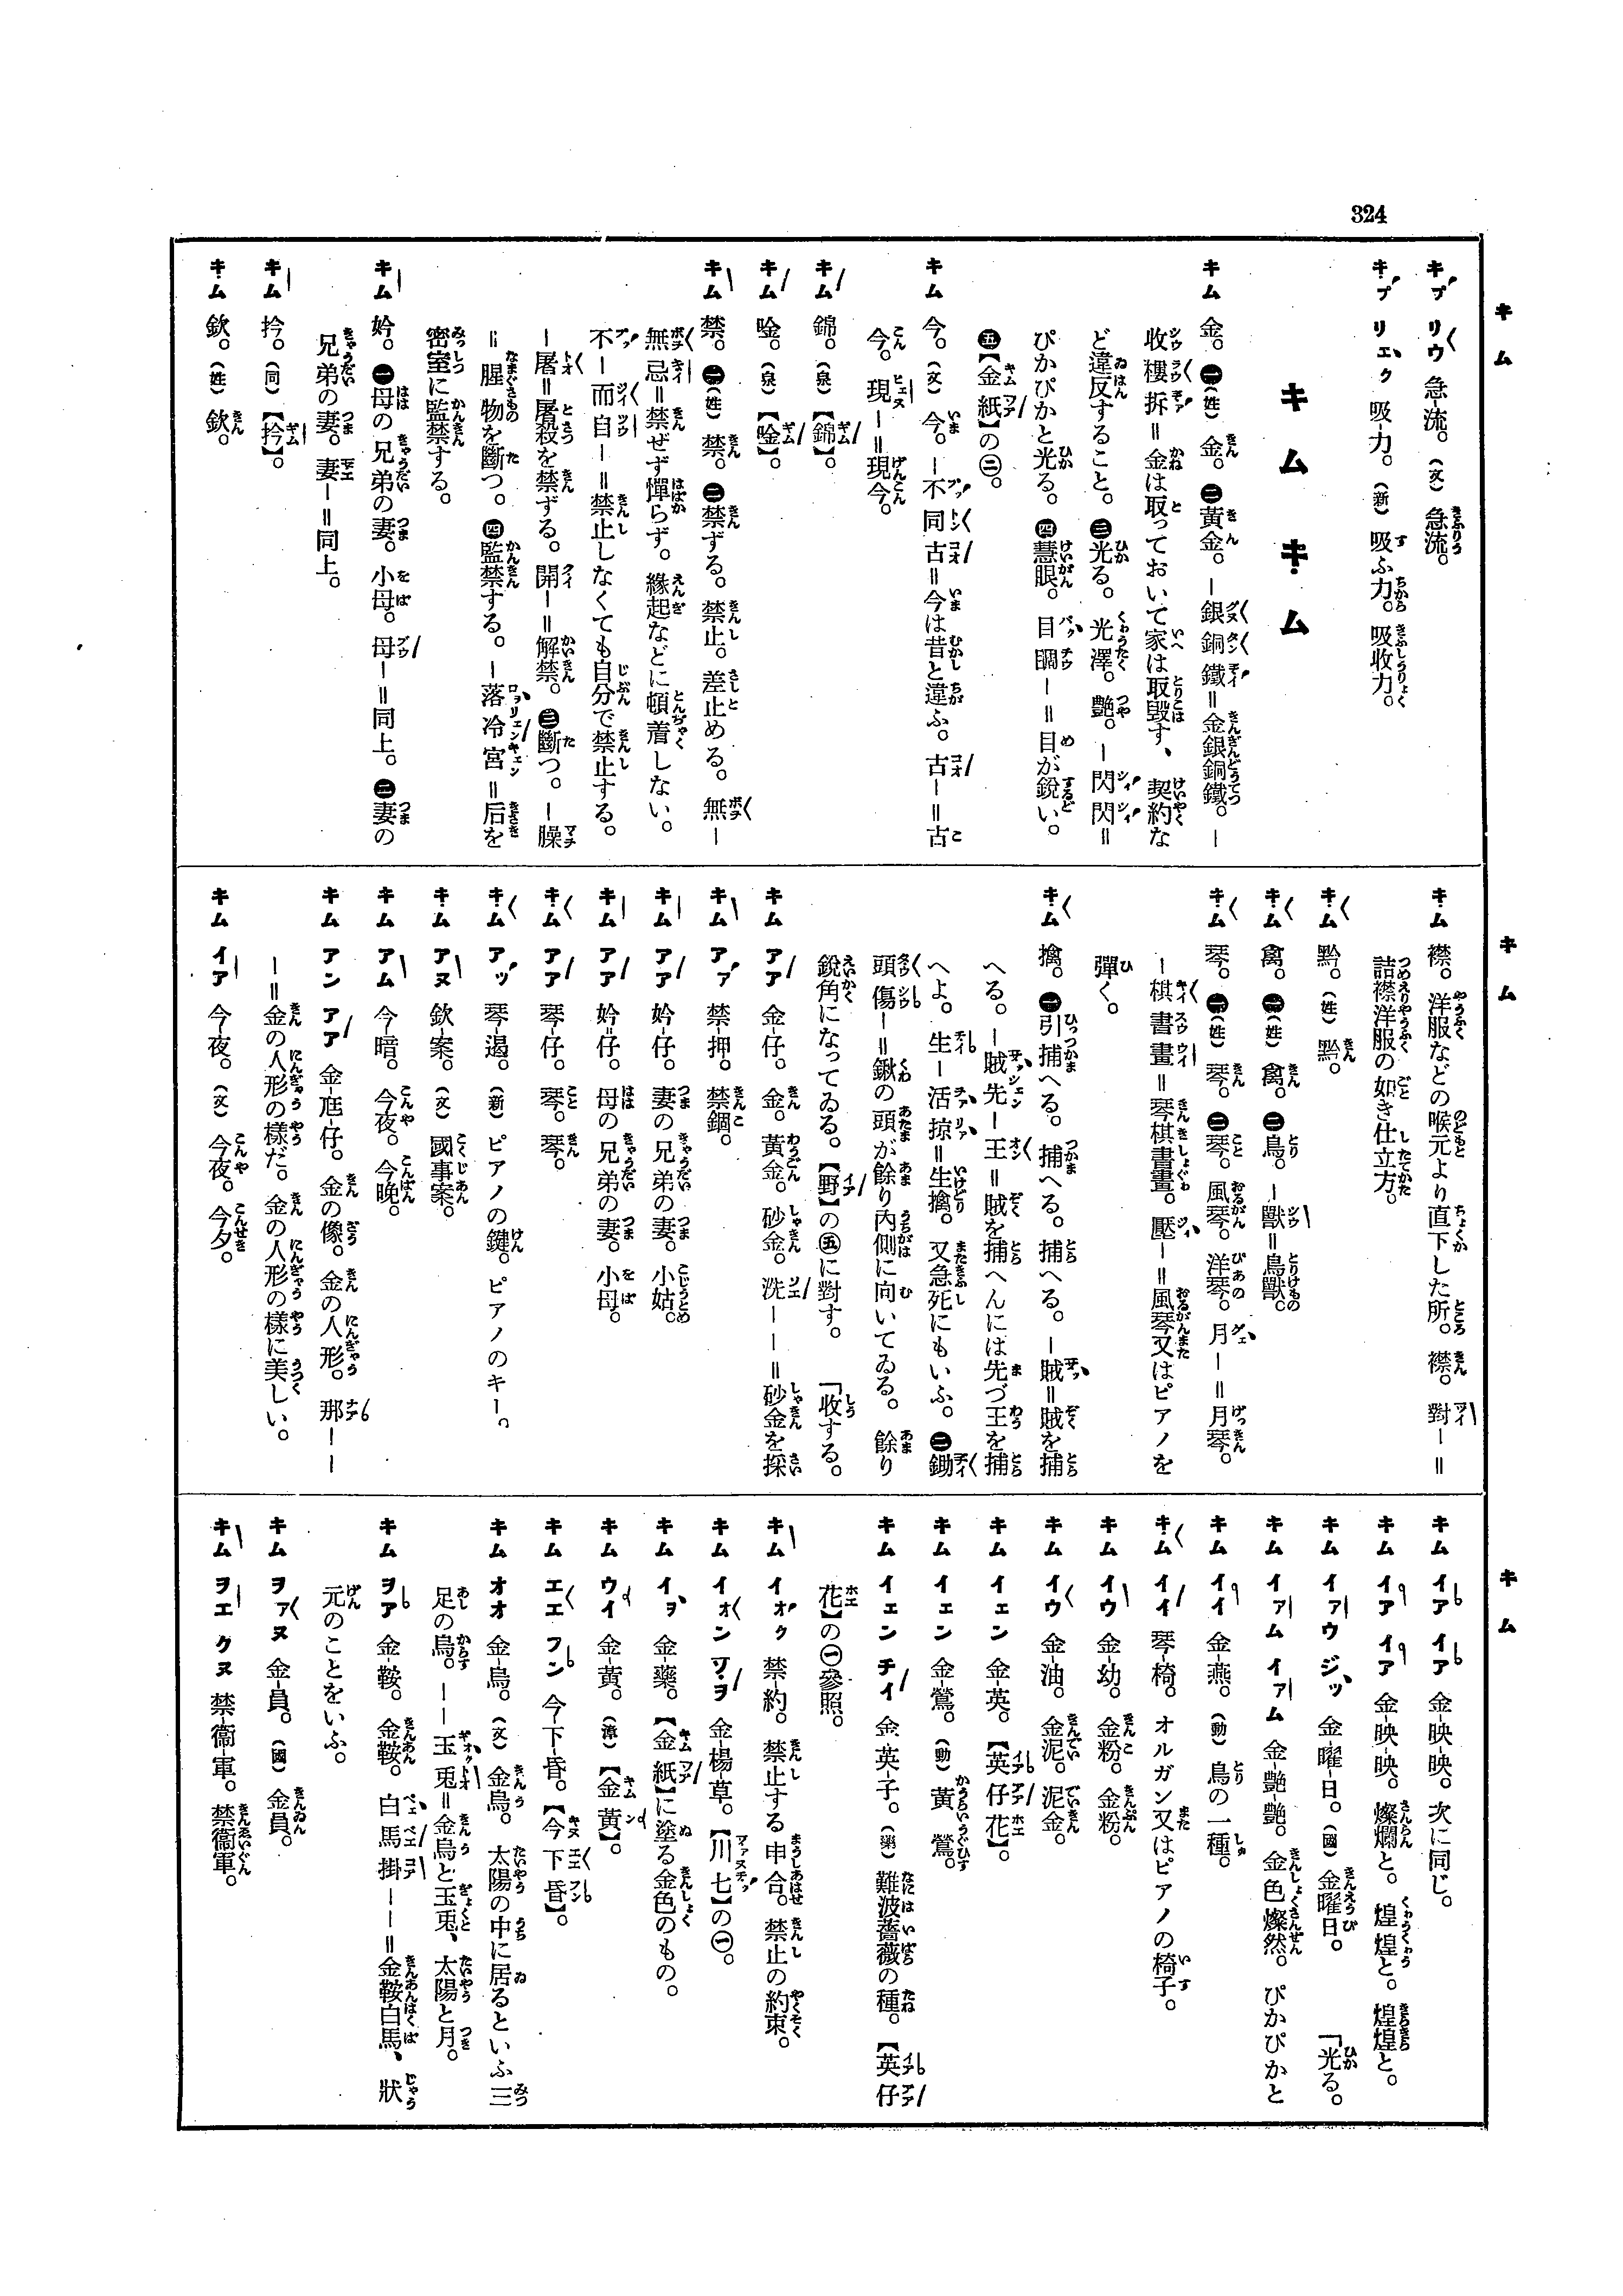 324
キム
キプ リウ 急-流。(文)急流。
キプ リェク 吸-力。(新)吸ふ力。吸收力。
キム キム
キム 金。㊀(姓)金。㊁黃金。―銀銅鐵=金銀銅鐵。―
收樓拆=金は取っておいて家は取毀す、契約な
ど違反すること。㊂光る。光澤。艷。―閃閃=
ぴかぴかと光る。㊃慧眼。目睭―=目が銳い。
㊄【金紙】の㊁。
キム 今。(文)今。―不同古=今は昔と違ふ。古―=古
今。現―=現今。
キム 錦。(泉)【錦】。
キム 唫。(泉)【唫】。
キム 禁。㊀(姓)禁。㊁禁ずる。禁止。差止める。無―
無忌=禁ぜず憚らず。緣起などに頓着しない。
不―而自―=禁止しなくても自分で禁止する。
―屠=屠殺を禁ずる。開―=解禁。㊂斷つ。―臊
=腥物を斷つ。㊃監禁する。―落冷宮=后を
密室に監禁する。
キム 妗。㊀母の兄弟の妻。小母。母―=同上。㊁妻の
兄弟の妻。妻―=同上。
キム 扲。(同)【扲】。
キム 欽。(姓)欽。
キム
キム 襟。洋服などの喉元より直下した所。襟。對―=
詰襟洋服の如き仕立方。
キム 黔。(姓)黔。
キム 禽。㊀(姓)禽。㊁鳥。―獸=鳥獸。
キム 琴。㊀(姓)琴。㊁琴。風琴。洋琴。月―=月琴。
―棋書畫=琴棋書畫。壓―=風琴又はピアノを
彈く。
キム 擒。㊀引捕へる。捕へる。捕へる。―賊=賊を捕
へる。―賊先―王=賊を捕へんには先づ王を捕
へよ。生―活掠=生擒。又急死にもいふ。㊁鋤
頭傷―=鍬の頭が餘り內側に向いてゐる。餘り
銳角になってゐる。【野】の㊄に對す。「收する。
キム アア 金-仔。金。黃金。砂金。洗――=砂金を採
キム アプ 禁-押。禁錮。
キム アア 妗-仔。妻の兄弟の妻。小姑。
キム アア 妗=仔。母の兄弟の妻。小母。
キム アア 琴-仔。琴。琴。
キム アッ 琴-遏。(新)ピアノの鍵。ピアノのキー。
キム アヌ 欽-案。(文)國事案。
キム アム 今-暗。今夜。今晚。
キム アン アア 金-尪-仔。金の像。金の人形。那――
―=金の人形の樣だ。金の人形の樣に美しい。
キム イア 今-夜。(文)今夜。今夕。
キム
キム イア イア 金-映-映。次に同じ。
キム イア イア 金-映-映。燦爛と。煌煌と。煌煌と。
キム イァウ ジッ 金-曜-日。(國)金曜日。「光る。
キム イアム イアム 金-艷-艷。金色燦然。ぴかぴかと
キム イイ 金-燕。(動)鳥の一種。
キム イイ 琴-椅。オルガン又はピアノの椅子。
キム イウ 金-幼。金粉。金粉。
キム イウ 金-油。金泥。泥金。
キム イェン 金-英。【英仔花】。
キム イェン 金-鶯。(動)黃鶯。
キム イェン チイ 金-英-子。(藥)難波薔薇の種。【英仔
花】の㊀參照。
キム イオク 禁-約。禁止する申合。禁止の約束。
キム イオン ツヲ 金-楊-草。【川七】の㊀。
キム イヲ 金-藥。【金紙】に塗る金色のもの。
キム ウイ 金-黃。(漳)【金黃】。
キム エエ フン 今-下-昏。【今下昏】。
キム オオ 金-烏。(文)金烏。太陽の中に居るといふ三
足の烏。――玉兎=金烏と玉兎、太陽と月。
キム ヲア 金-鞍。金鞍。白馬掛――=金鞍白馬、狀
元のことをいふ。
キム ヲァヌ 金-員。(國)金員。
キム ヲエ クヌ 禁-衞-軍。禁衞軍。